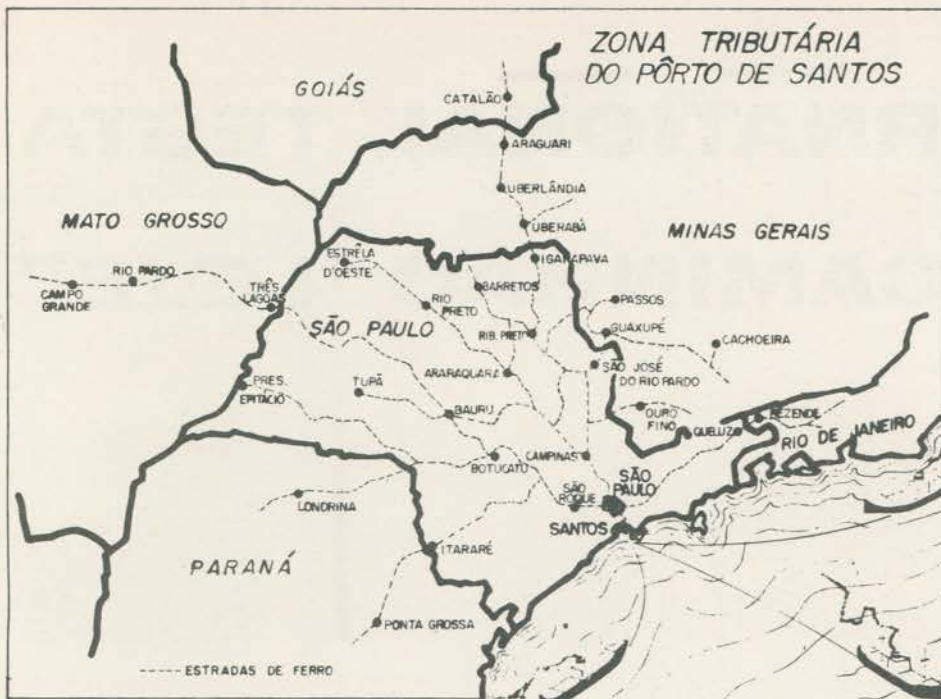 ZONA TRIBUTÁRIA
DO PÔRTO DE SANTOS
GOIÁS
CATALÃO
ARAGUARI
UBERLÂNDIA
UBERABA
MATO GROSSO
MINAS GERAIS
ESTRÊLA
D'OESTE
IGARAPAVA
RIO PARDO
CAMPO
GRANDE
TRÊS
LAGOAS
BARRETOS
RIO
PRETO
PASSOS
SÃO PAULO
RIB. PRETO
GUAXUPÉ
CACHOEIRA
PRES.
EPITÁCIO
TUPÃ
ARARAQUARA
SÃO JOSÉ
DO RIO PARDO
BAURU
OURO
FINO
QUELUZ
REZENDE
RIO DE JANEIRO
BOTUCATU
CAMPINAS
SÃO
PAULO
SÃO
ROQUE
LONDRINA
SANTOS
ITARARÉ
PARANÁ
PONTA GROSSA
ESTRADAS DE FERRO